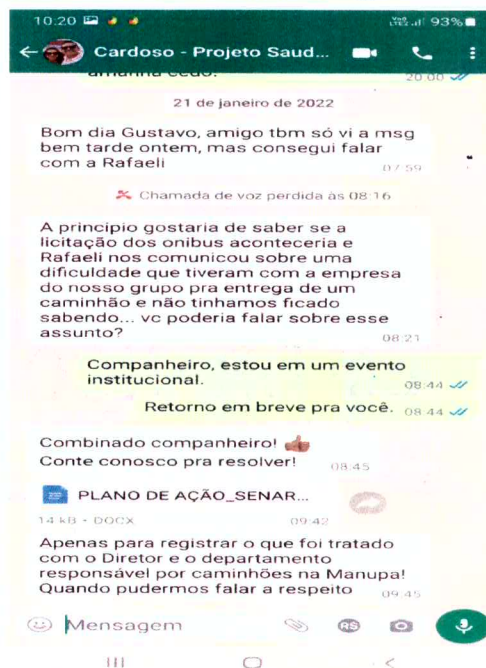 10:20
93%
Cardoso - Projeto Saud...
amanhã cedo.
20:00
21 de janeiro de 2022
Bom dia Gustavo, amigo tbm só vi a msg
bem tarde ontem, mas consegui falar
com a Rafaeli
07:59
Chamada de voz perdida às 08:16
A principio gostaria de saber se a
licitação dos onibus aconteceria e
Rafaeli nos comunicou sobre uma
dificuldade que tiveram com a empresa
do nosso grupo pra entrega de um
caminhão e não tinhamos ficado
sabendo... vc poderia falar sobre esse
assunto?
08:21
Companheiro, estou em um evento
institucional.
08:44
Retorno em breve pra você. 08:44
Combinado companheiro!
Conte conosco pra resolver! 08:45
PLANO DE AÇÃO_SENAR...
14 kB • DOCX 09:42
Apenas para registrar o que foi tratado
com o Diretor e o departamento
responsável por caminhões na Manupa!
Quando pudermos falar a respeito 09:45
Mensagem